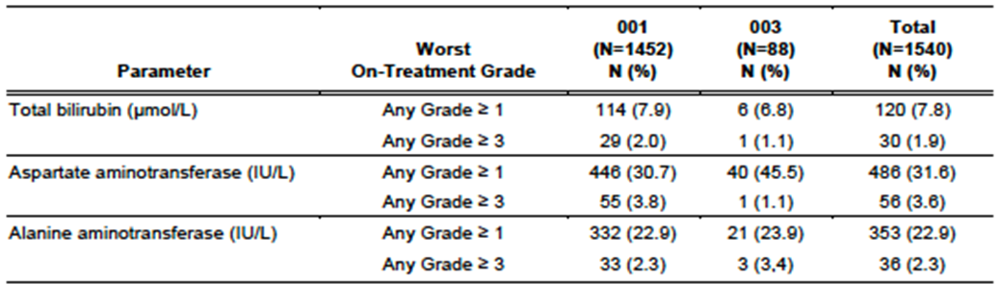 001 003 Total
Worst (N=1452) (N=88) (N=1540)
Parameter On-Treatment Grade N (%) N (%) N (%)
Total bilirubin (µmol/L) Any Grade ≥ 1 114 (7.9) 6 (6.8) 120 (7.8)
Any Grade ≥ 3 29 (2.0) 1 (1.1) 30 (1.9)
Aspartate aminotransferase (IU/L) Any Grade ≥ 1 446 (30.7) 40 (45.5) 486 (31.6)
Any Grade ≥ 3 55 (3.8) 1 (1.1) 56 (3.6)
Alanine aminotransferase (IU/L) Any Grade ≥ 1 332 (22.9) 21 (23.9) 353 (22.9)
Any Grade ≥ 3 33 (2.3) 3 (3,4) 36 (2.3)